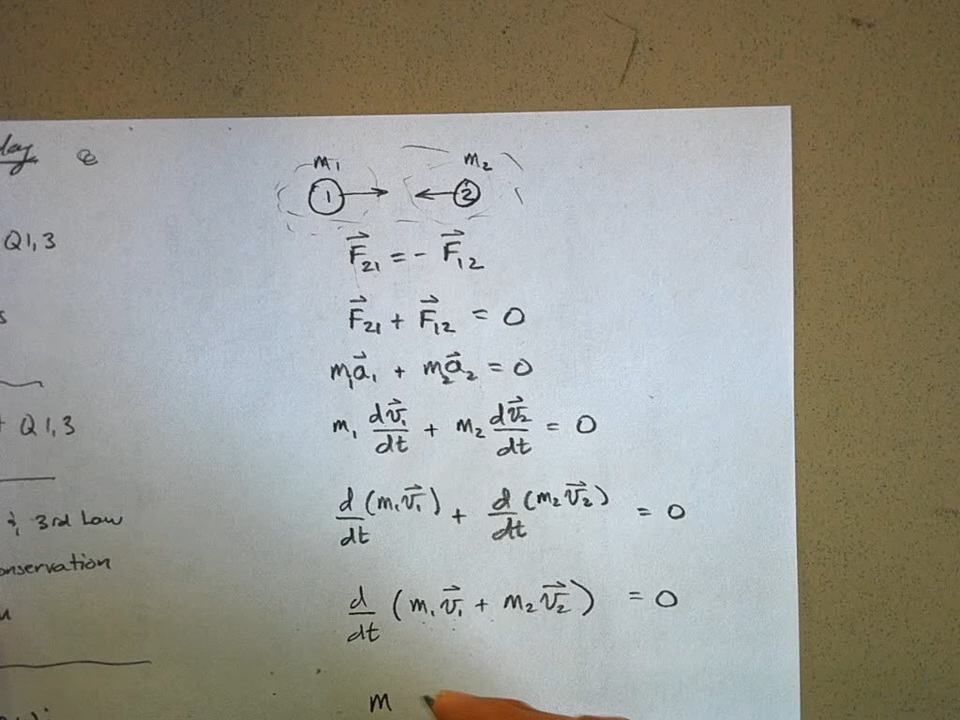 Q1,3
Q1,3
3rd Law
m₁ m₂
1 2
F⃗₂₁ = - F⃗₁₂
F⃗₂₁ + F⃗₁₂ = 0
m₁a⃗₁ + m₂a⃗₂ = 0
m₁ dv⃗₁/dt + m₂ dv⃗₂/dt = 0
d/dt (m₁v⃗₁) + d/dt (m₂v⃗₂) = 0
d/dt (m₁v⃗₁ + m₂v⃗₂) = 0
m